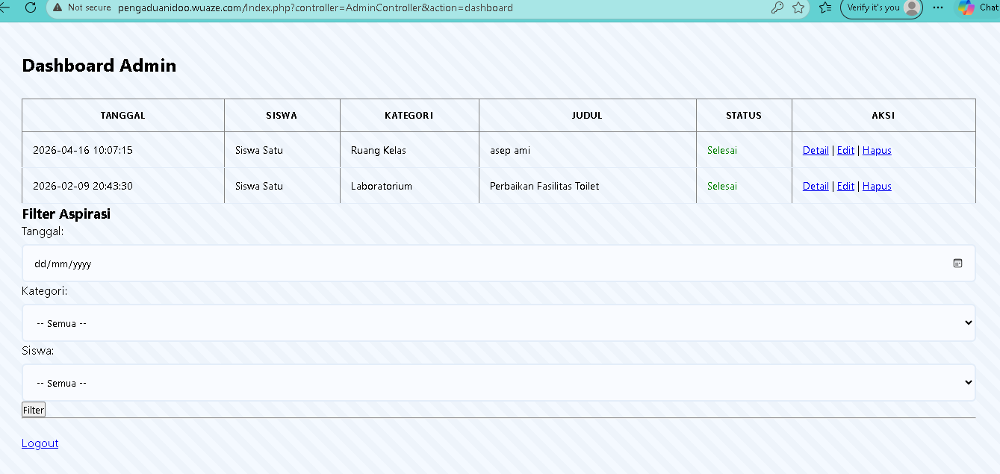 Not secure pengaduanidoo.wuaze.com/Index.php?controller=AdminController&action=dashboard Verify it's you Chat
Dashboard Admin
TANGGAL SISWA KATEGORI JUDUL STATUS AKSI
2026-04-16 10:07:15 Siswa Satu Ruang Kelas asep ami Selesai Detail | Edit | Hapus
2026-02-09 20:43:30 Siswa Satu Laboratorium Perbaikan Fasilitas Toilet Selesai Detail | Edit | Hapus
Filter Aspirasi
Tanggal:
dd/mm/yyyy
Kategori:
-- Semua --
Siswa:
-- Semua --
Filter
Logout